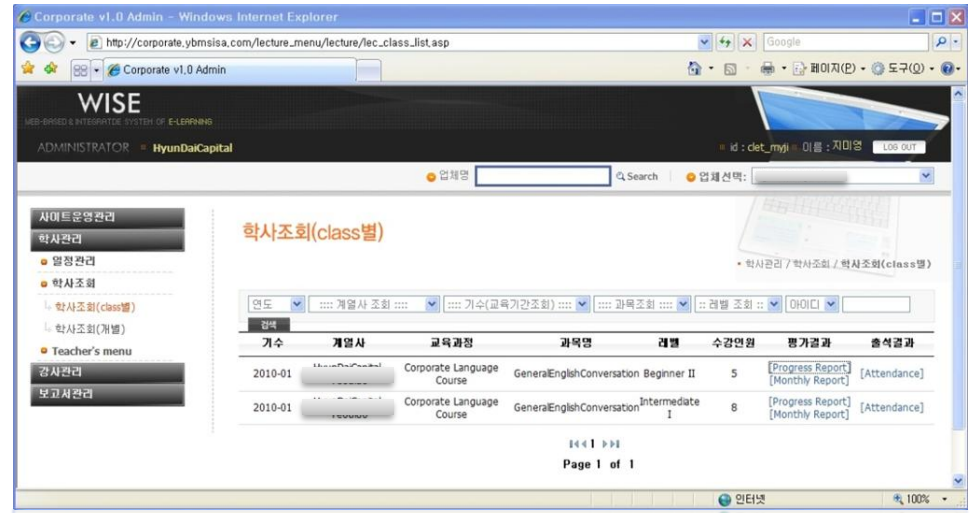 Corporate v1.0 Admin - Windows Internet Explorer
http://corporate.ybmsisa.com/lecture_menu/lecture/lec_class_list.asp
Google
Corporate v1.0 Admin
페이지(P)
도구(O)
WISE
WEB-BASED & INTEGRATDE SYSTEM OF E-LEARNING
ADMINISTRATOR HyunDaiCapital
id : clet_myji 이름 : 지미영 LOG OUT
업체명 Search 업체선택:
사이트운영관리
학사관리
일정관리
학사조회
학사조회(class별)
학사조회(개별)
Teacher's menu
강사관리
보고서관리
학사조회(class별)
학사관리 / 학사조회 / 학사조회(class별)
연도 :::: 계열사 조회 :::: :::: 기수(교육기간조회) :::: :::: 과목조회 :::: :: 레벨 조회 :: 아이디
검색
기수 계열사 교육과정 과목명 레벨 수강인원 평가결과 출석결과
2010-01 Corporate Language Course GeneralEnglishConversation Beginner II 5 [Progress Report] [Monthly Report] [Attendance]
2010-01 Corporate Language Course GeneralEnglishConversation Intermediate I 8 [Progress Report] [Monthly Report] [Attendance]
1
Page 1 of 1
인터넷
100%